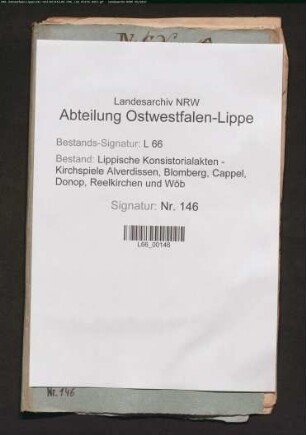 Landesarchiv NRW
Abteilung Ostwestfalen-Lippe
Bestands-Signatur: L 66
Bestand: Lippische Konsistorialakten -
Kirchspiele Alverdissen, Blomberg, Cappel,
Donop, Reelkirchen und Wöb
Signatur: Nr. 146
L66_00146
Nr. 146